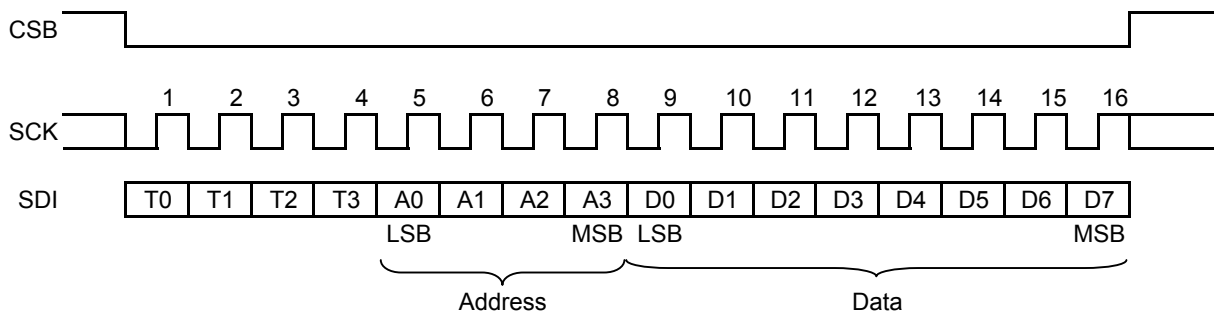 CSB
1 2 3 4 5 6 7 8 9 10 11 12 13 14 15 16
SCK
SDI T0 T1 T2 T3 A0 A1 A2 A3 D0 D1 D2 D3 D4 D5 D6 D7
LSB MSB LSB MSB
Address Data